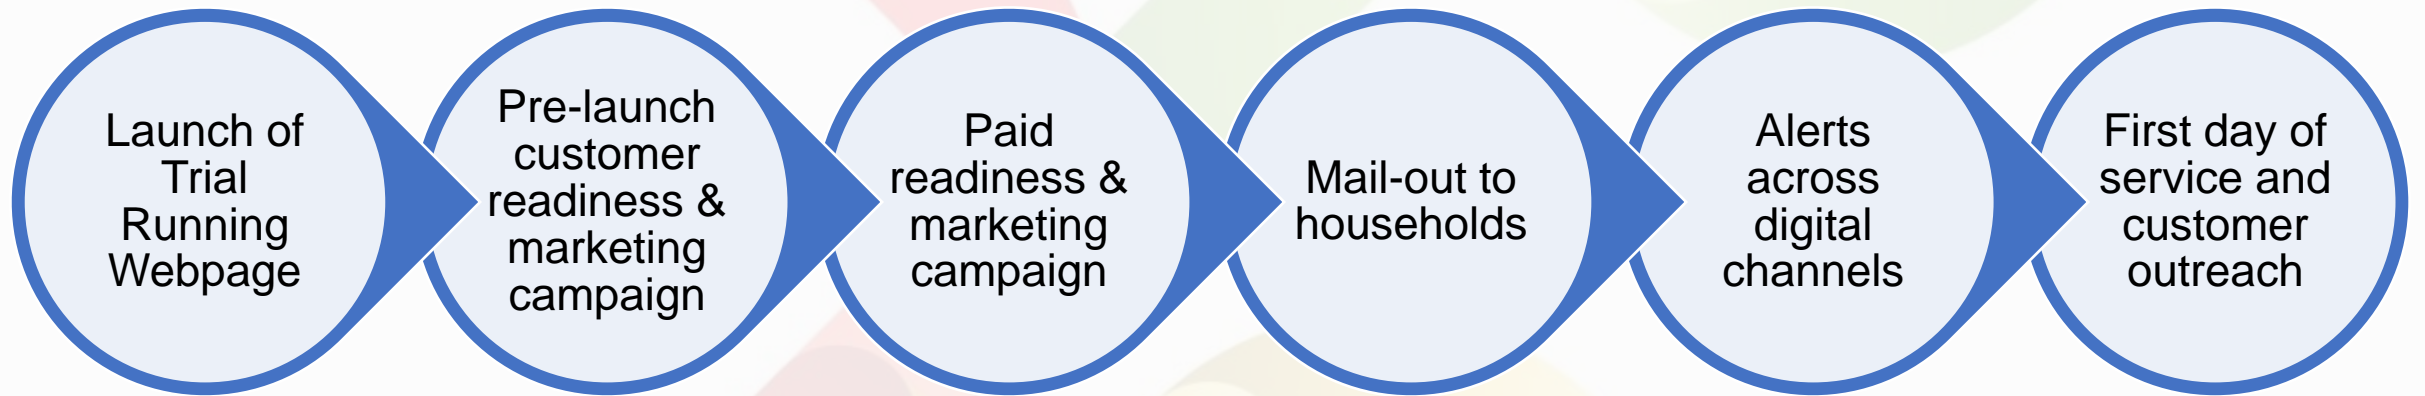 Launch of
Trial
Running
Webpage
Pre-launch
customer
readiness &
marketing
campaign
Paid
readiness &
marketing
campaign
Mail-out to
households
Alerts
across
digital
channels
First day of
service and
customer
outreach